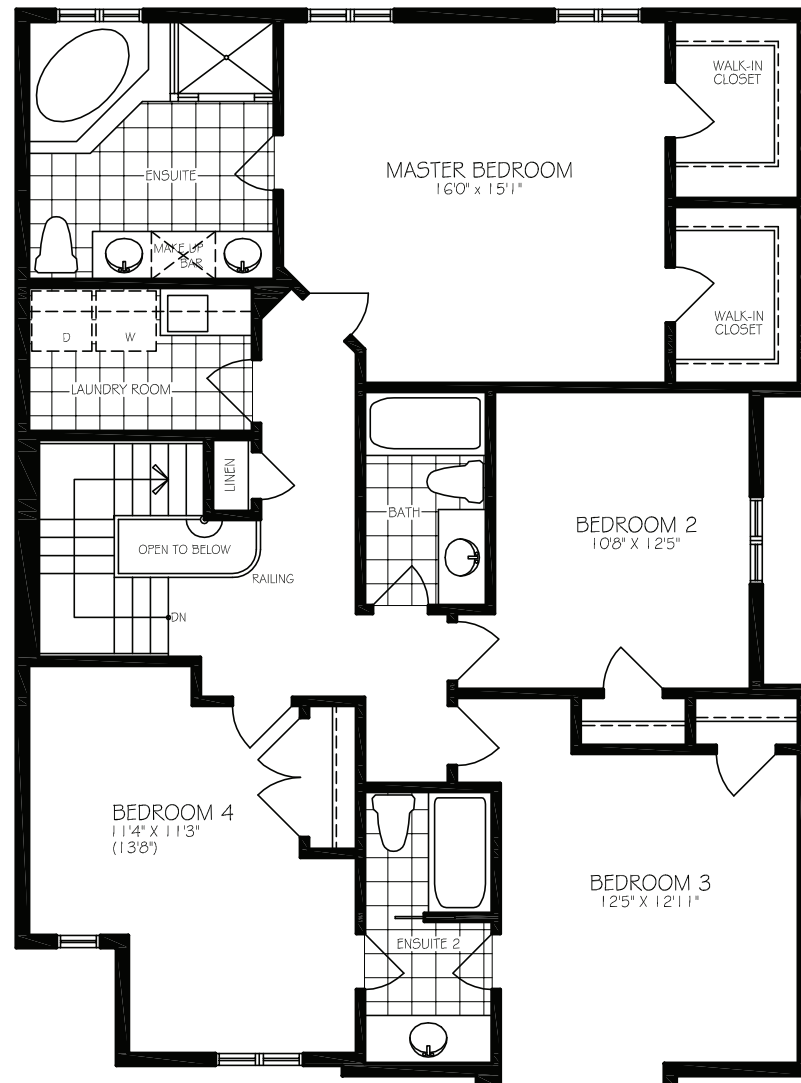 WALK-IN
CLOSET
MASTER BEDROOM
16'0" x 15'1"
ENSUITE
MAKE UP
BAR
WALK-IN
CLOSET
D
W
LAUNDRY ROOM
LINEN
BATH
BEDROOM 2
10'8" X 12'5"
OPEN TO BELOW
RAILING
DN
BEDROOM 4
11'4" X 11'3"
(13'8")
BEDROOM 3
12'5" X 12'11"
ENSUITE 2